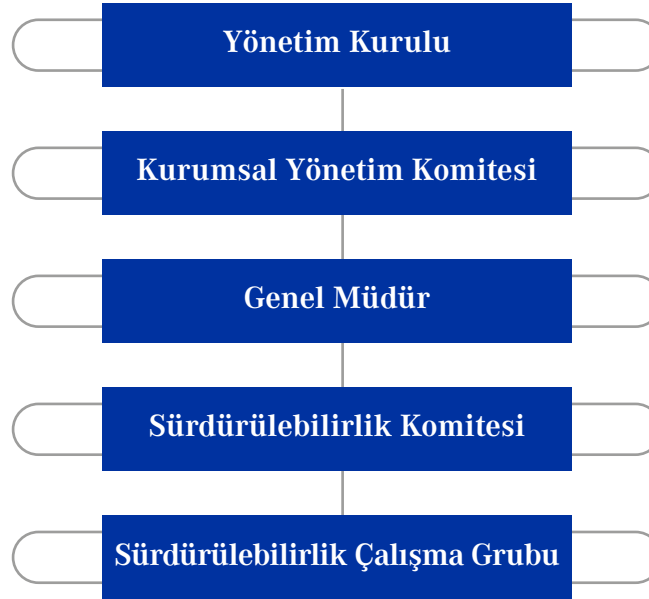 Yönetim Kurulu
Kurumsal Yönetim Komitesi
Genel Müdür
Sürdürülebilirlik Komitesi
Sürdürülebilirlik Çalışma Grubu